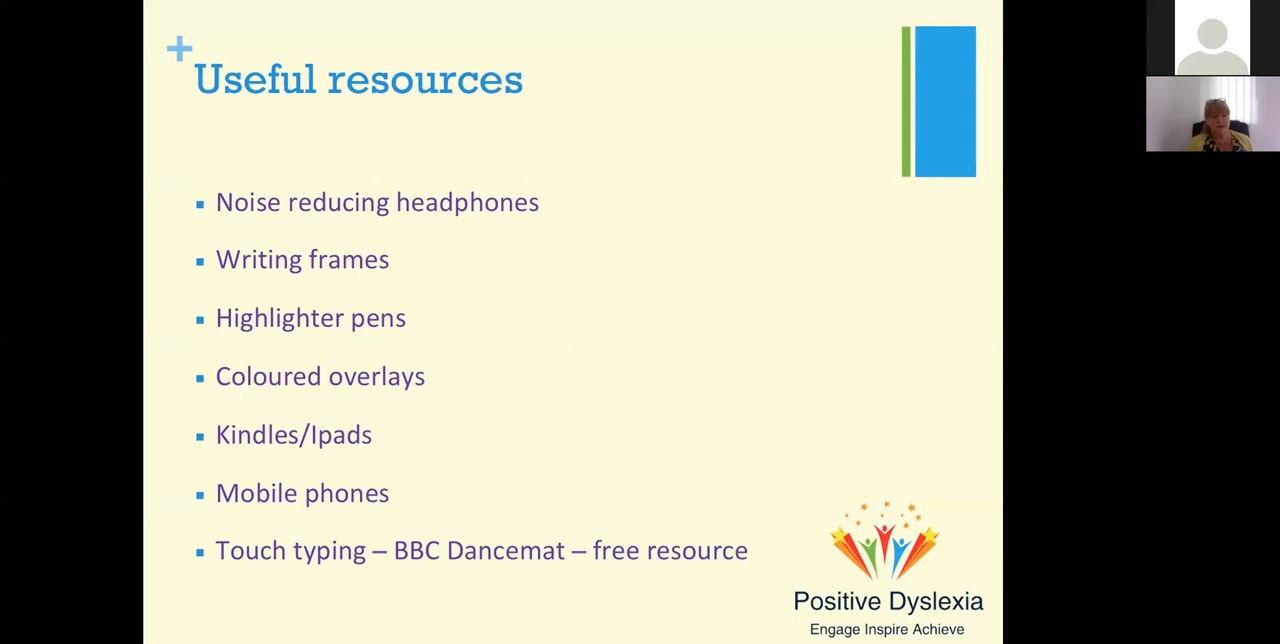 +
Useful resources
Noise reducing headphones
Writing frames
Highlighter pens
Coloured overlays
Kindles/Ipads
Mobile phones
Touch typing – BBC Dancemat – free resource
Positive Dyslexia
Engage Inspire Achieve